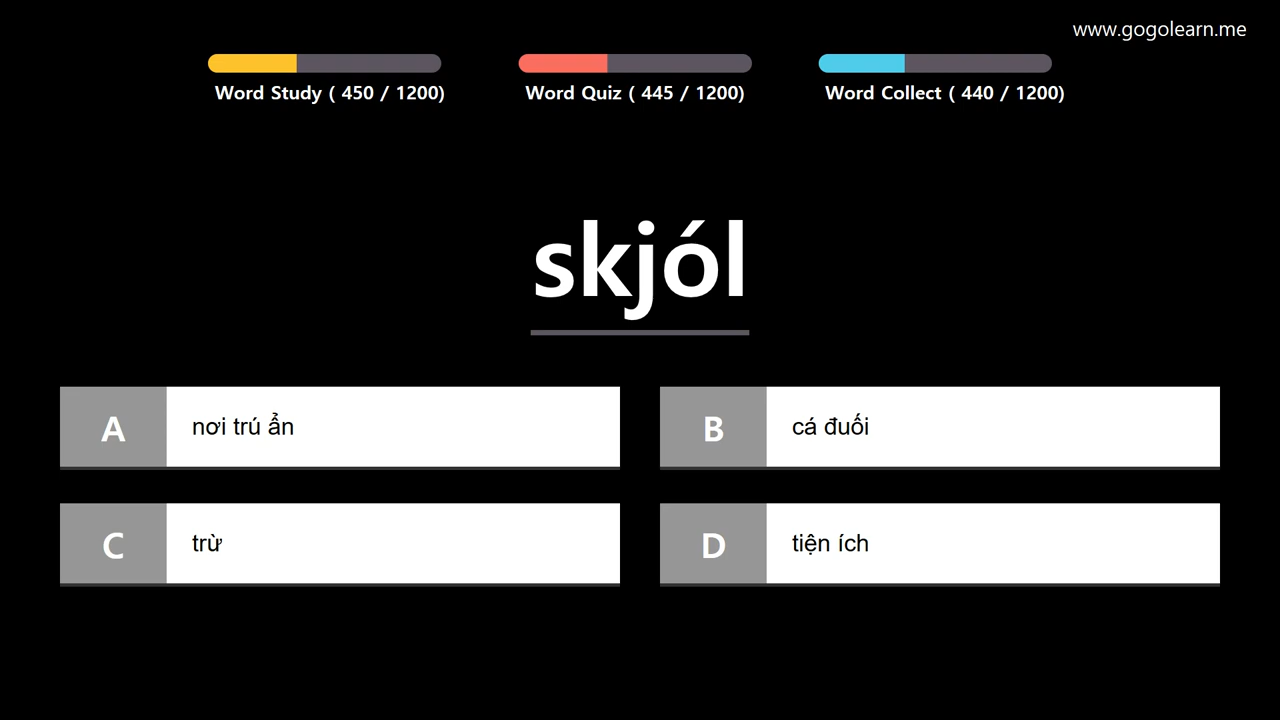 www.gogolearn.me
Word Study ( 450 / 1200)
Word Quiz ( 445 / 1200)
Word Collect ( 440 / 1200)
skjól
A nơi trú ẩn
B cá đuối
C trừ
D tiện ích